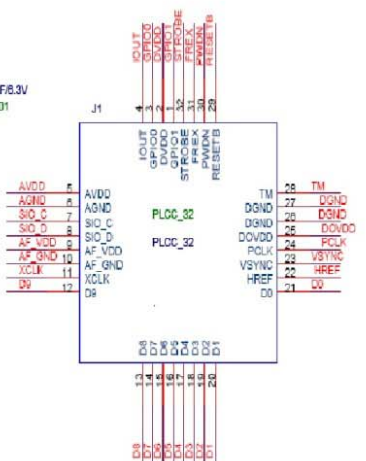 IOUT
GPIO0
DVDD
GPIO1
STROBE
FREX
PWDN
RESETB
F/6.3V
J1
4
3
2
1
32
31
30
29
IOUT
GPIO0
DVDD
GPIO1
STROBE
FREX
PWDN
RESETB
AVDD 5 AVDD
AGND 6 AGND
SIO_C 7 SIO_C
SIO_D 8 SIO_D
AF_VDD 9 AF_VDD
AF_GND 10 AF_GND
XCLK 11 XCLK
D9 12 D9
PLCC_32
PLCC_32
TM 28 TM
DGND 27 DGND
DGND 26 DGND
DOVDD 25 DOVDD
PCLK 24 PCLK
VSYNC 23 VSYNC
HREF 22 HREF
D0 21 D0
D8
D7
D6
D5
D4
D3
D2
D1
13
14
15
16
17
18
19
20
D8
D7
D6
D5
D4
D3
D2
D1